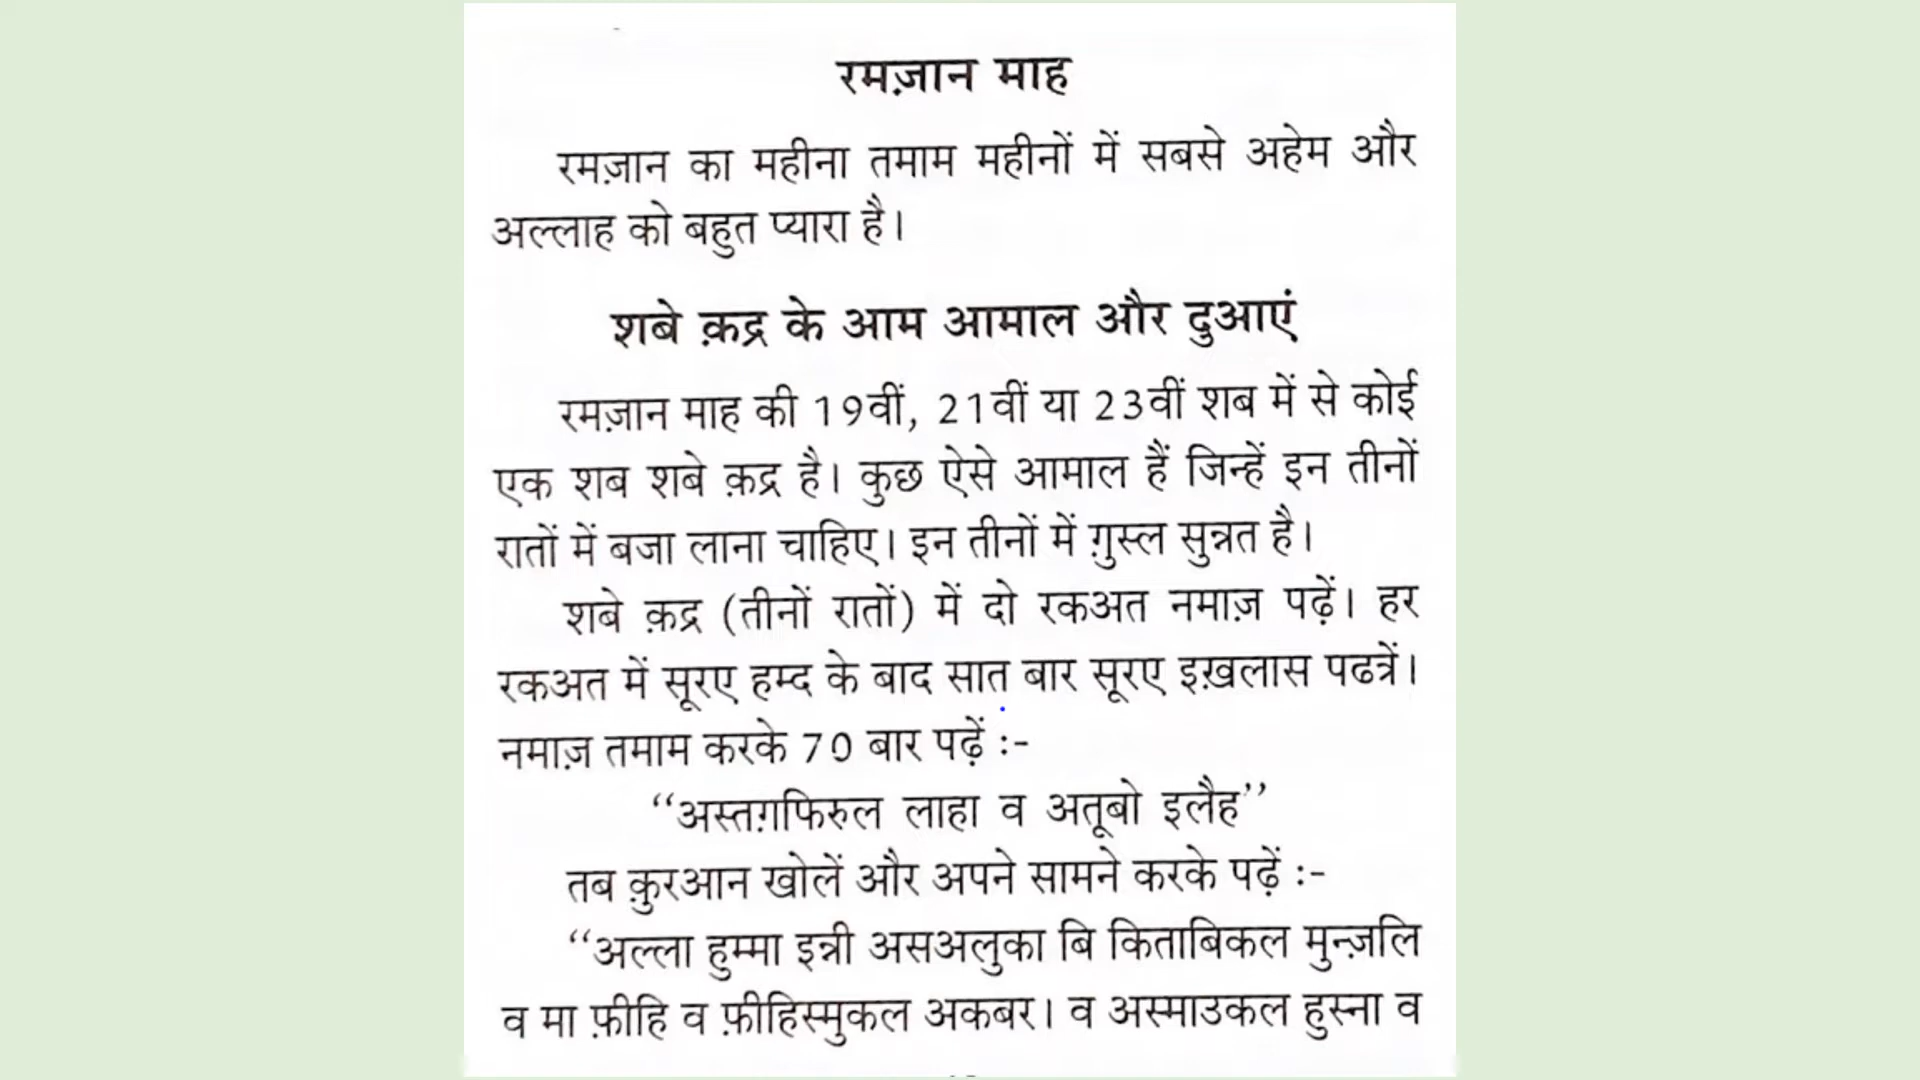 रमज़ान माह
रमज़ान का महीना तमाम महीनों में सबसे अहेम और
अल्लाह को बहुत प्यारा है।
शबे क़द्र के आम आमाल और दुआएं
रमज़ान माह की 19वीं, 21वीं या 23वीं शब में से कोई
एक शब शबे क़द्र है। कुछ ऐसे आमाल हैं जिन्हें इन तीनों
रातों में बजा लाना चाहिए। इन तीनों में ग़ुस्ल सुन्नत है।
शबे क़द्र (तीनों रातों) में दो रकअत नमाज़ पढ़ें। हर
रकअत में सूरए हम्द के बाद सात बार सूरए इख़लास पढत्रें।
नमाज़ तमाम करके 70 बार पढ़ें :-
‘‘अस्तग़फिरुल लाहा व अतूबो इलैह’’
तब क़ुरआन खोलें और अपने सामने करके पढ़ें :-
‘‘अल्ला हुम्मा इन्नी असअलुका बि किताबिकल मुन्ज़लि
व मा फ़ीहि व फ़ीहिस्मुकल अकबर। व अस्माउकल हुस्ना व